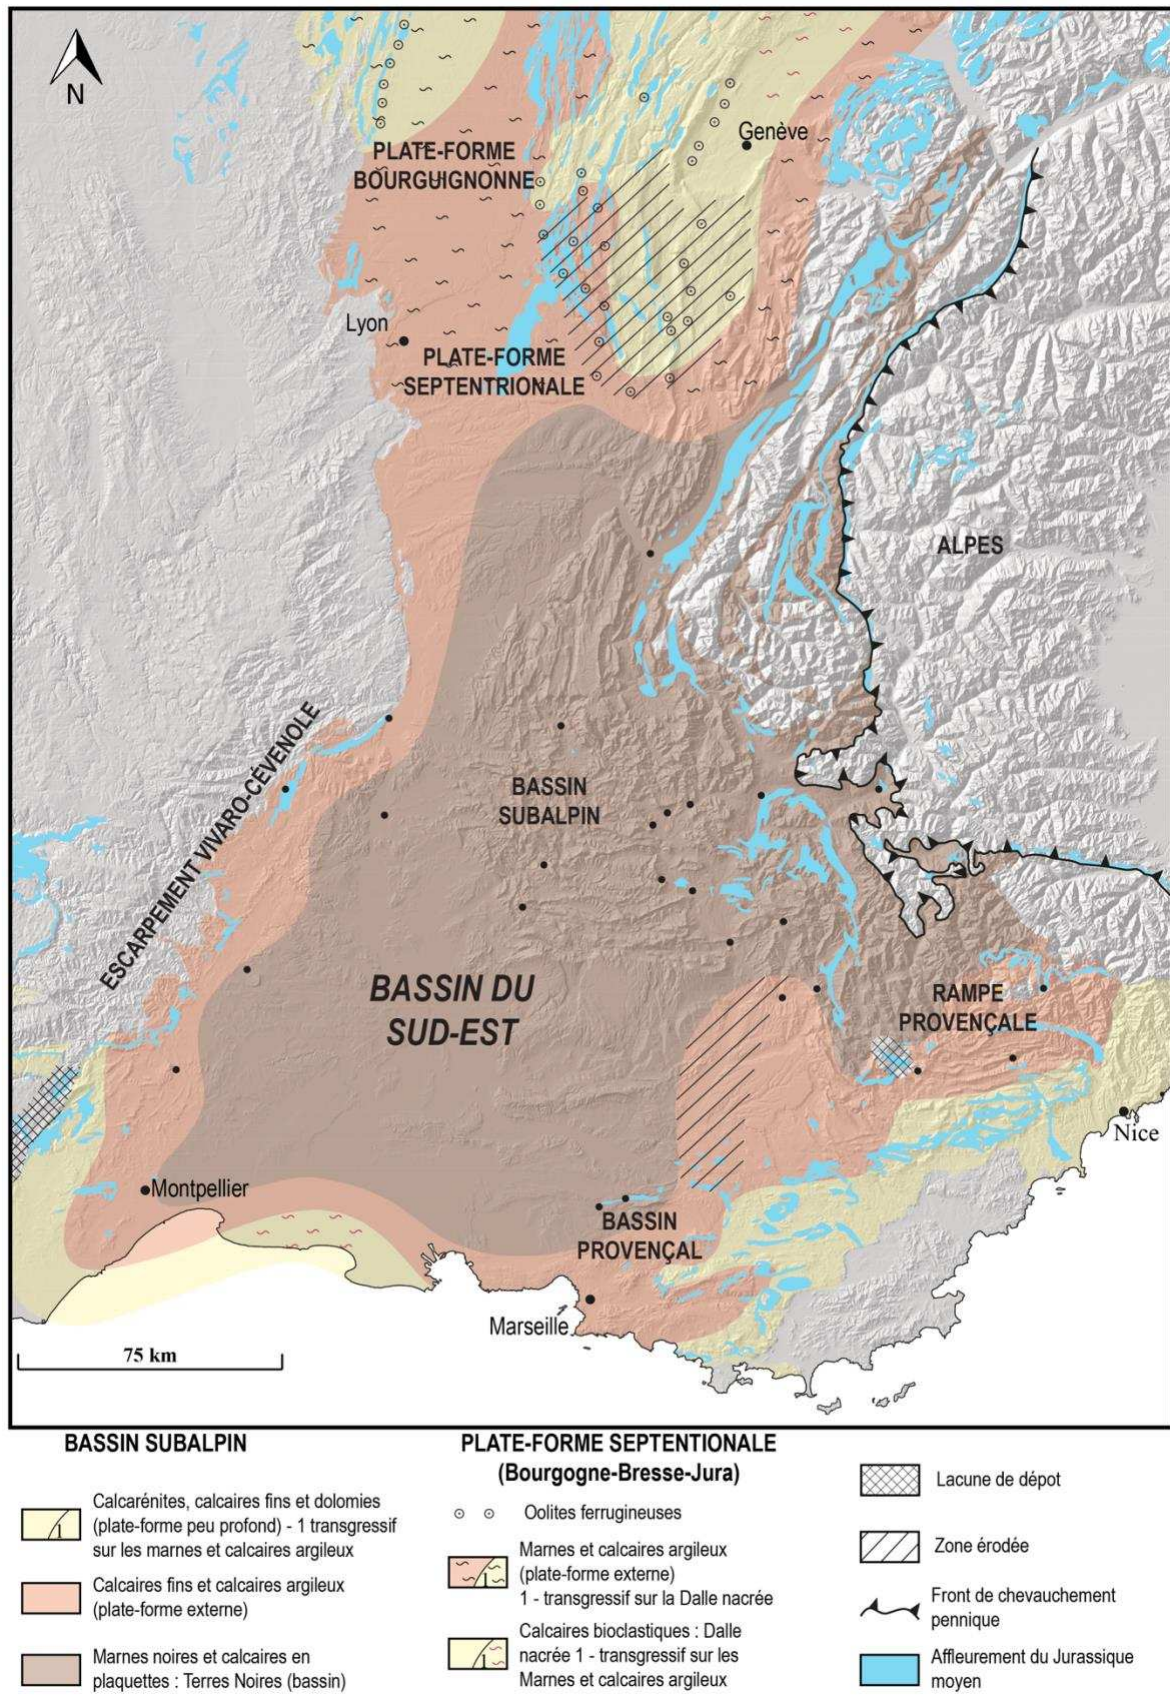 N
Genève
PLATE-FORME
BOURGUIGNONNE
Lyon
PLATE-FORME
SEPTENTRIONALE
ALPES
ESCARPEMENT VIVARO-CÉVENOLE
BASSIN
SUBALPIN
BASSIN DU
SUD-EST
RAMPE
PROVENÇALE
Nice
Montpellier
BASSIN
PROVENÇAL
Marseille
75 km
BASSIN SUBALPIN
1
Calcarénites, calcaires fins et dolomies
(plate-forme peu profond) - 1 transgressif
sur les marnes et calcaires argileux
Calcaires fins et calcaires argileux
(plate-forme externe)
Marnes noires et calcaires en
plaquettes : Terres Noires (bassin)
PLATE-FORME SEPTENTIONALE
(Bourgogne-Bresse-Jura)
Oolites ferrugineuses
1
Marnes et calcaires argileux
(plate-forme externe)
1 - transgressif sur la Dalle nacrée
1
Calcaires bioclastiques : Dalle
nacrée 1 - transgressif sur les
Marnes et calcaires argileux
Lacune de dépot
Zone érodée
Front de chevauchement
pennique
Affleurement du Jurassique
moyen